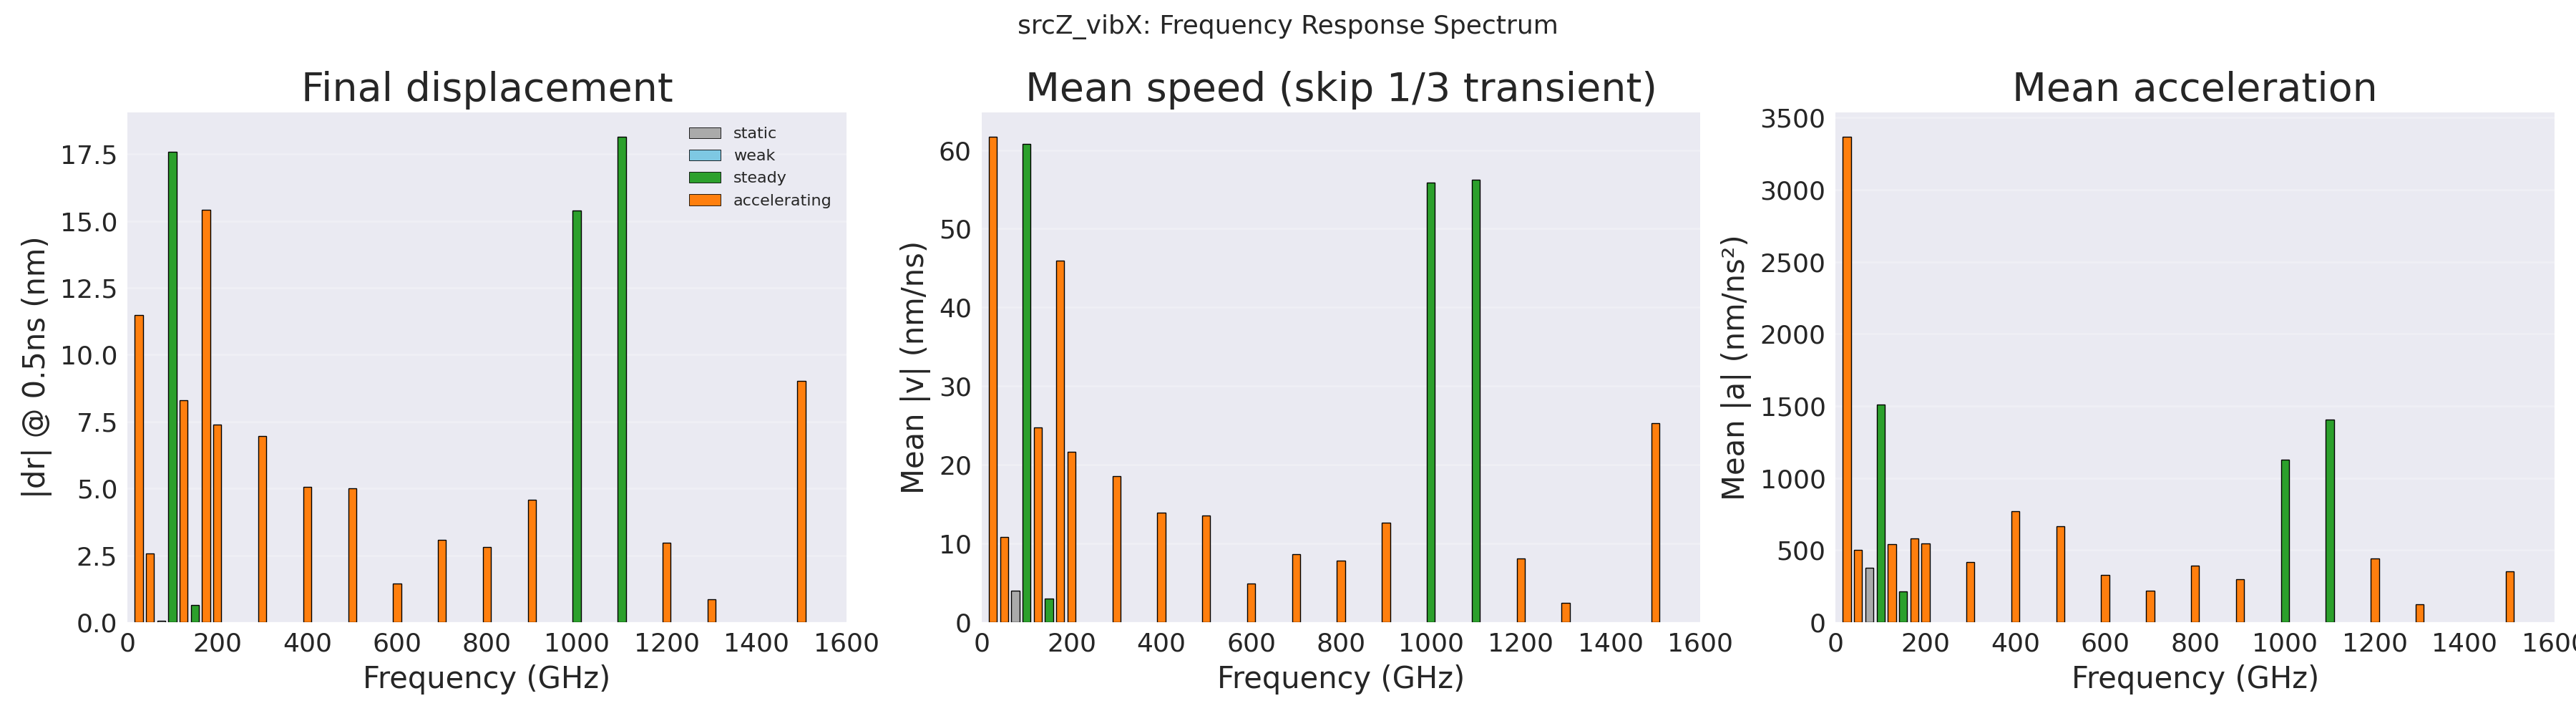 srcZ_vibX: Frequency Response Spectrum
Final displacement
|dr| @ 0.5ns (nm)
17.5
15.0
12.5
10.0
7.5
5.0
2.5
0.0
0 200 400 600 800 1000 1200 1400 1600
Frequency (GHz)
static
weak
steady
accelerating
Mean speed (skip 1/3 transient)
Mean |v| (nm/ns)
60
50
40
30
20
10
0
0 200 400 600 800 1000 1200 1400 1600
Frequency (GHz)
Mean acceleration
Mean |a| (nm/ns²)
3500
3000
2500
2000
1500
1000
500
0
0 200 400 600 800 1000 1200 1400 160
Frequency (GHz)